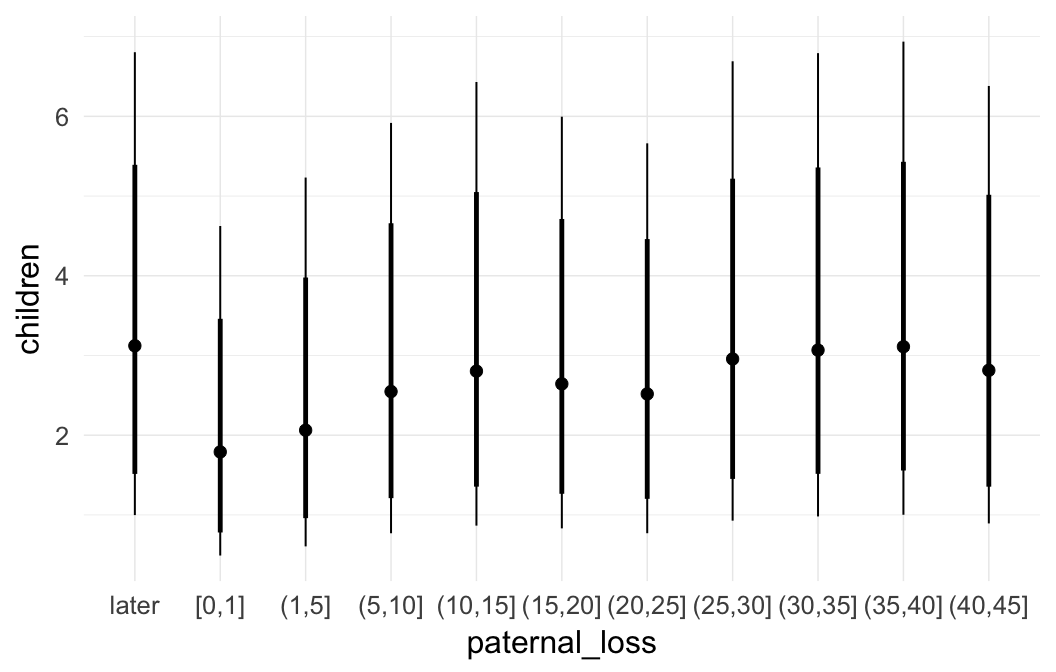 children
6
4
2
later [0,1] (1,5] (5,10] (10,15] (15,20] (20,25] (25,30] (30,35] (35,40] (40,45]
paternal_loss